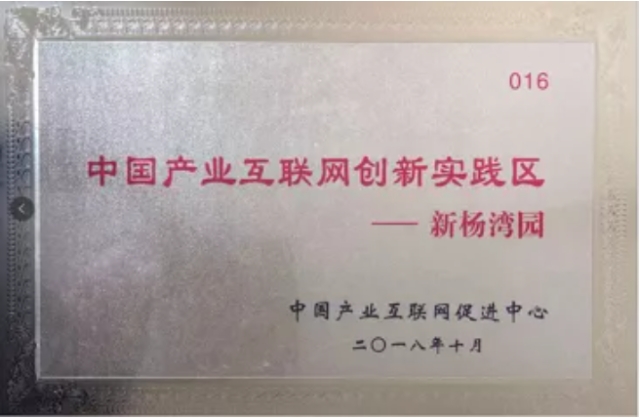 016
中国产业互联网创新实践区
——新杨湾园
中国产业互联网促进中心
二〇一八年十月